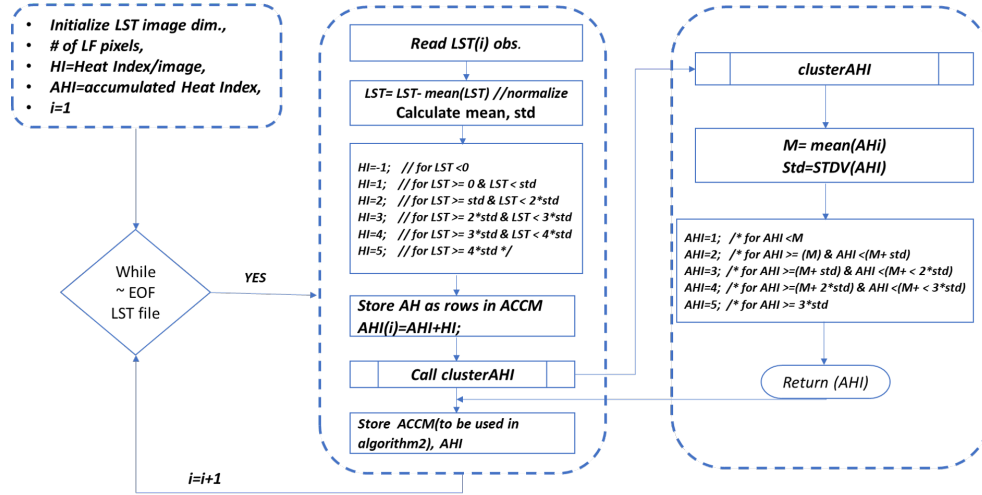 • Initialize LST image dim.,
• # of LF pixels,
• HI=Heat Index/image,
• AHI=accumulated Heat Index,
• i=1
While
~ EOF
LST file
YES
i=i+1
Read LST(i) obs.
LST= LST- mean(LST) //normalize
Calculate mean, std
HI=-1; // for LST <0
HI=1; // for LST >= 0 & LST < std
HI=2; // for LST >= std & LST < 2*std
HI=3; // for LST >= 2*std & LST < 3*std
HI=4; // for LST >= 3*std & LST < 4*std
HI=5; // for LST >= 4*std */
Store AH as rows in ACCM
AHI(i)=AHI+HI;
Call clusterAHI
Store ACCM(to be used in
algorithm2), AHI
clusterAHI
M= mean(AHi)
Std=STDV(AHI)
AHI=1; /* for AHI <M
AHI=2; /* for AHI >= (M) & AHI <(M+ std)
AHI=3; /* for AHI >=(M+ std) & AHI <(M+ < 2*std)
AHI=4; /* for AHI >=(M+ 2*std) & AHI <(M+ < 3*std)
AHI=5; /* for AHI >= 3*std
Return (AHI)